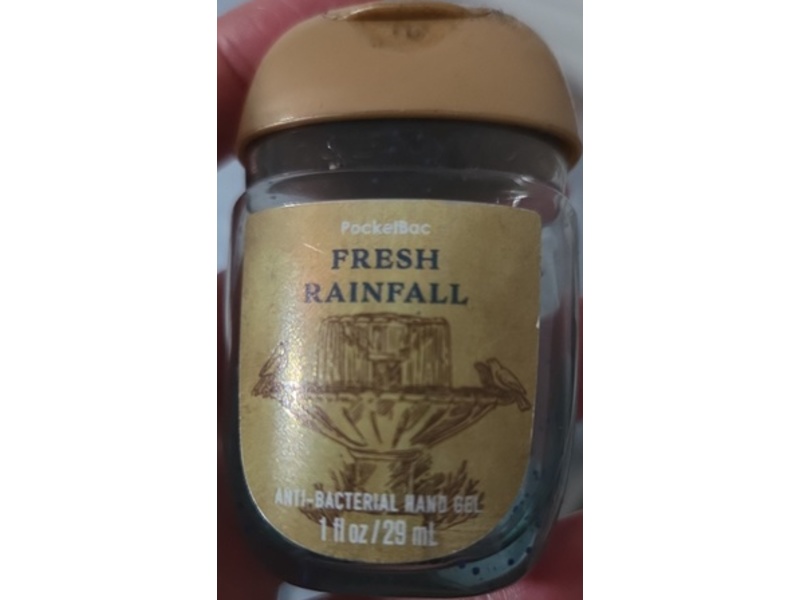 PocketBac
FRESH
RAINFALL
ANTI-BACTERIAL HAND GEL
1 fl oz / 29 mL